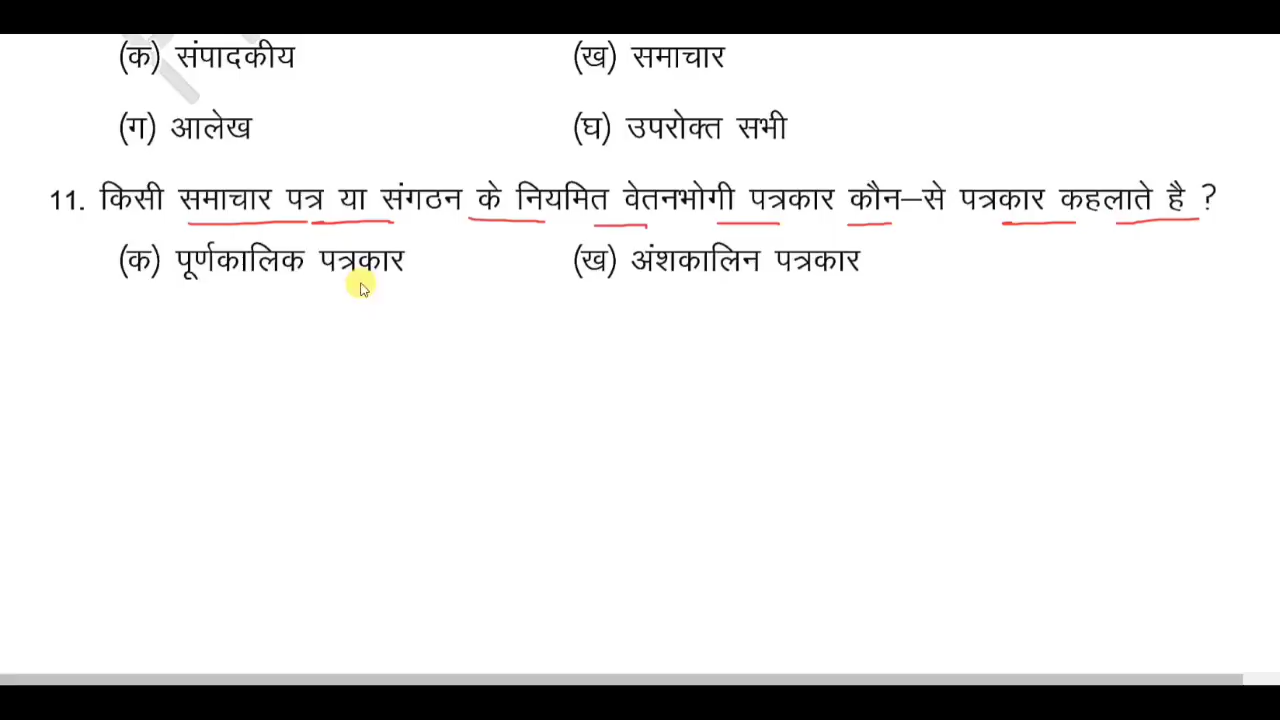 (क) संपादकीय (ख) समाचार
(ग) आलेख (घ) उपरोक्त सभी
11. किसी समाचार पत्र या संगठन के नियमित वेतनभोगी पत्रकार कौन–से पत्रकार कहलाते है ?
(क) पूर्णकालिक पत्रकार (ख) अंशकालिन पत्रकार